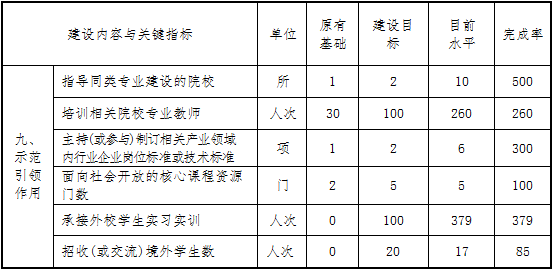 建设内容与关键指标 单位 原有基础 建设目标 目前水平 完成率
九、示范引领作用
指导同类专业建设的院校 所 1 2 10 500
培训相关院校专业教师 人次 30 100 260 260
主持(或参与)制订相关产业领域
内行业企业岗位标准或技术标准 项 1 2 6 300
面向社会开放的核心课程资源
门数 门 2 5 5 100
承接外校学生实习实训 人次 0 100 379 379
招收(或交流)境外学生数 人次 0 20 17 85